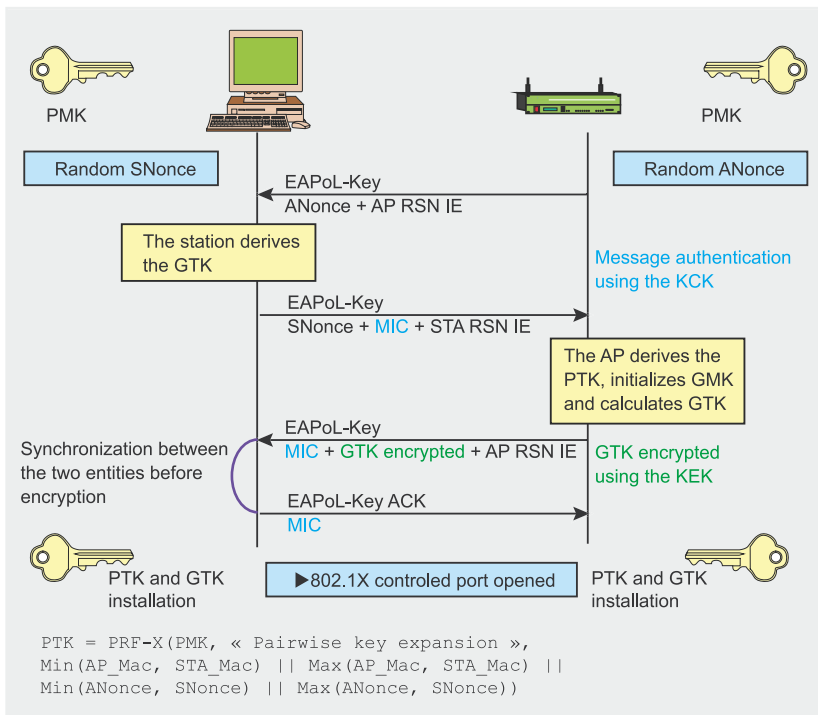 PMK
PMK
Random SNonce
Random ANonce
EAPoL-Key
ANonce + AP RSN IE
The station derives
the GTK
Message authentication
using the KCK
EAPoL-Key
SNonce + MIC + STA RSN IE
The AP derives the
PTK, initializes GMK
and calculates GTK
EAPoL-Key
MIC + GTK encrypted + AP RSN IE
Synchronization between
the two entities before
encryption
GTK encrypted
using the KEK
EAPoL-Key ACK
MIC
PTK and GTK
installation
▶802.1X controled port opened
PTK and GTK
installation
PTK = PRF-X(PMK, « Pairwise key expansion »,
Min(AP_Mac, STA_Mac) || Max(AP_Mac, STA_Mac) ||
Min(ANonce, SNonce) || Max(ANonce, SNonce))